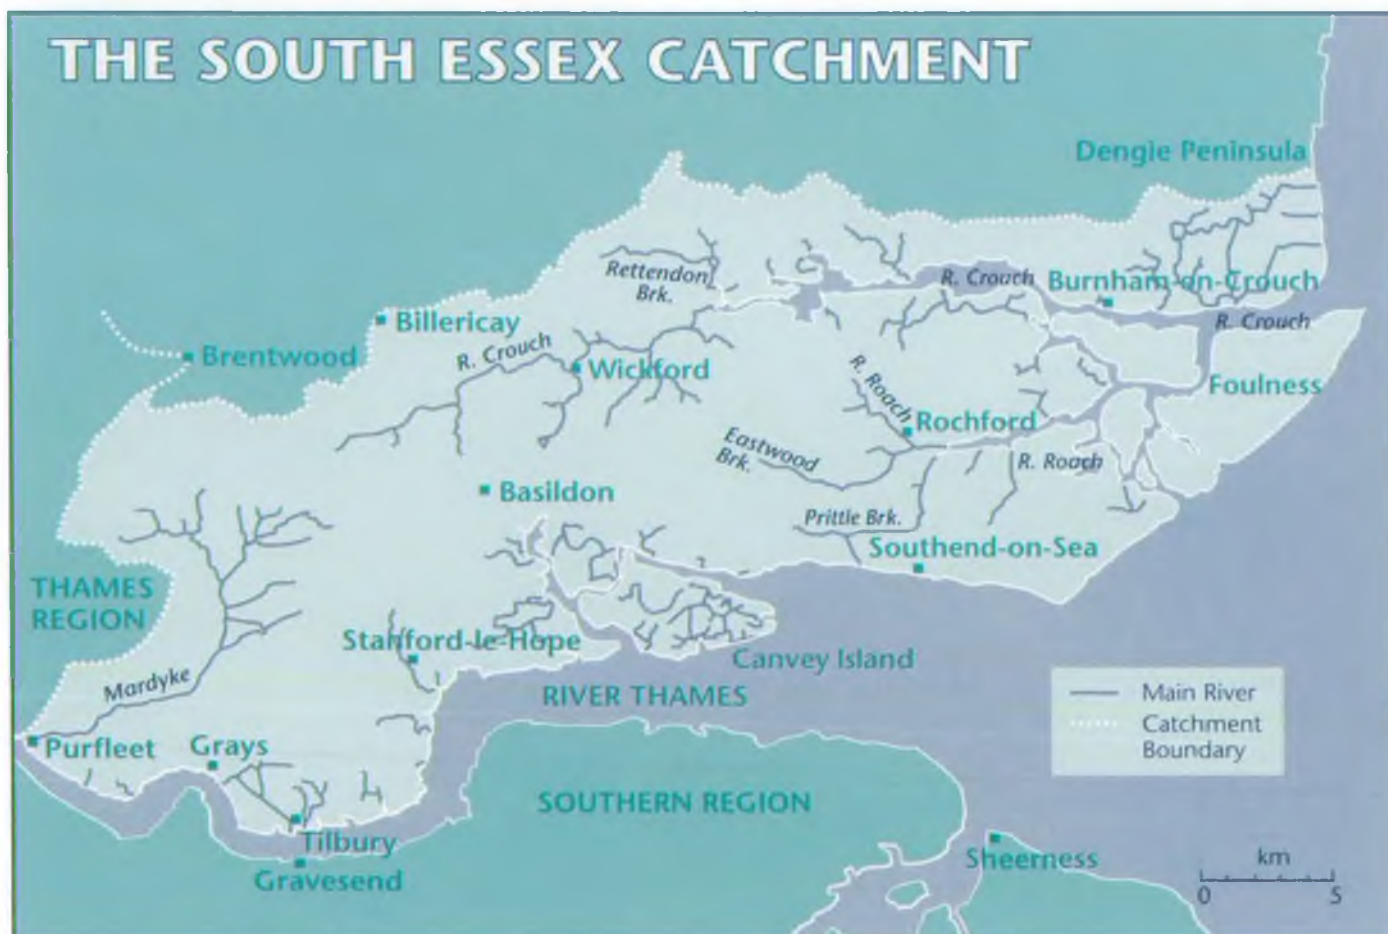 THE SOUTH ESSEX CATCHMENT
Dengie Peninsula
Rettendon
Brk.
R. Crouch
Burnham-on-Crouch
R. Crouch
Billericay
Brentwood
R. Crouch
Wickford
R. Roach
Foulness
Rochford
Eastwood
Brk.
R. Roach
Basildon
Prittle Brk.
Southend-on-Sea
THAMES
REGION
Stanford-le-Hope
Canvey Island
Mardyke
RIVER THAMES
Main River
Catchment
Boundary
Purfleet
Grays
SOUTHERN REGION
Tilbury
Gravesend
Sheerness
km
0 5